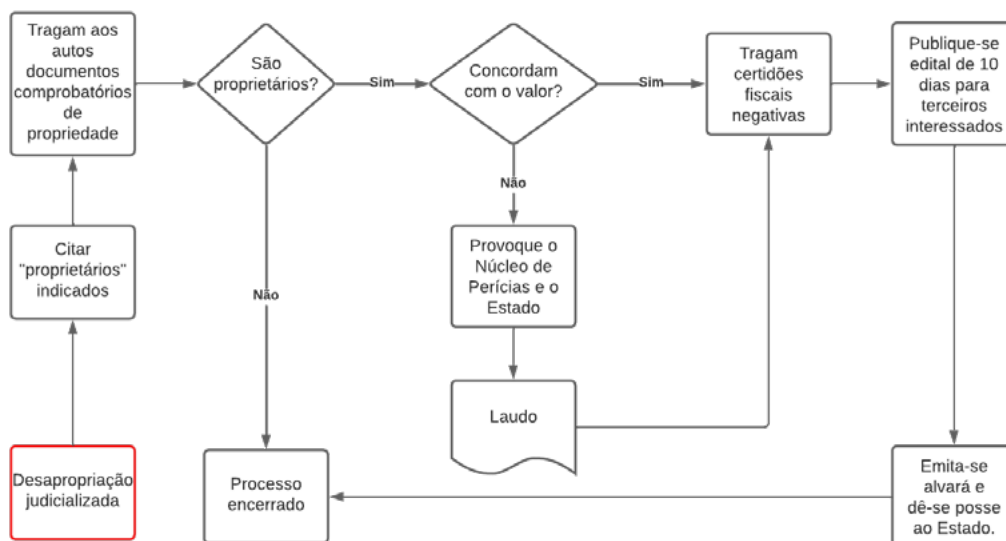 Tragam aos
autos
documentos
comprobatórios
de
propriedade
São
proprietários?
Sim
Concordam
com o valor?
Sim
Tragam
certidões
fiscais
negativas
Publique-se
edital de 10
dias para
terceiros
interessados
Não
Citar
"proprietários"
indicados
Provoque o
Núcleo de
Perícias e o
Estado
Não
Laudo
Desapropriação
judicializada
Processo
encerrado
Emita-se
alvará e
dê-se posse
ao Estado.